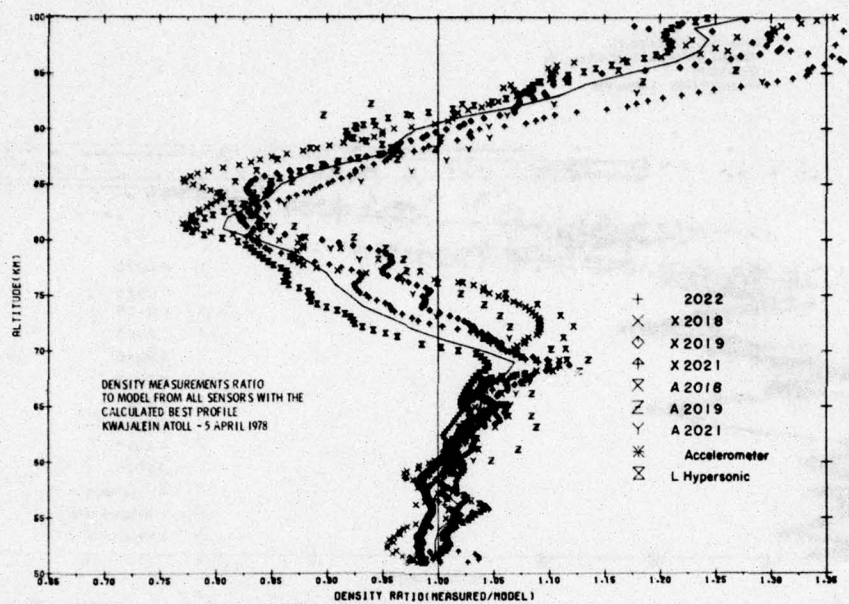 100
95
90
85
80
75
70
65
60
55
50
ALTITUDE(KM)
2022
X 2018
X 2019
X 2021
A 2018
A 2019
A 2021
Accelerometer
L Hypersonic
DENSITY MEASUREMENTS RATIO
TO MODEL FROM ALL SENSORS WITH THE
CALCULATED BEST PROFILE
KWAJALEIN ATOLL - 5 APRIL 1978
0.65 0.70 0.80 0.85 0.90 0.95 1.00 1.05 1.10 1.15 1.20 1.25 1.30 1.35
DENSITY RATIO(MEASURED/MODEL)